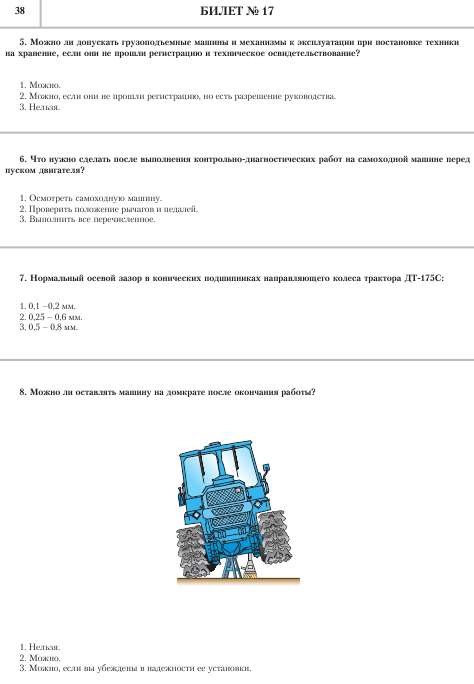 38
БИЛЕТ № 17
5. Можно ли допускать грузоподъемные машины и механизмы к эксплуатации при постановке техники
на хранение, если они не прошли регистрацию и техническое освидетельствование?
1. Можно.
2. Можно, если они не прошли регистрацию, но есть разрешение руководства.
3. Нельзя.
6. Что нужно сделать после выполнения контрольно-диагностических работ на самоходной машине перед
пуском двигателя?
1. Осмотреть самоходную машину.
2. Проверить положение рычагов и педалей.
3. Выполнить все перечисленное.
7. Нормальный осевой зазор в конических подшипниках направляющего колеса трактора ДТ-175С:
1. 0,1 –0,2 мм.
2. 0,25 – 0,6 мм.
3. 0,5 – 0,8 мм.
8. Можно ли оставлять машину на домкрате после окончания работы?
1. Нельзя.
2. Можно.
3. Можно, если вы убеждены в надежности ее установки.